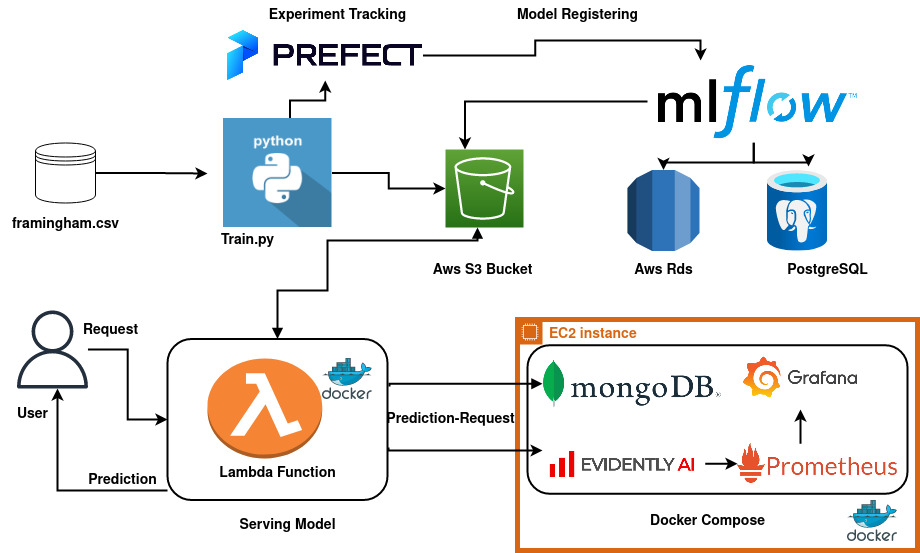 Experiment Tracking
Model Registering
PREFECT
mlflow™
python
framingham.csv
Train.py
Aws S3 Bucket
Aws Rds
PostgreSQL
Request
User
Prediction
docker
Lambda Function
Serving Model
Prediction-Request
EC2 instance
mongoDB®
Grafana
EVIDENTLY AI
Prometheus
Docker Compose
docker